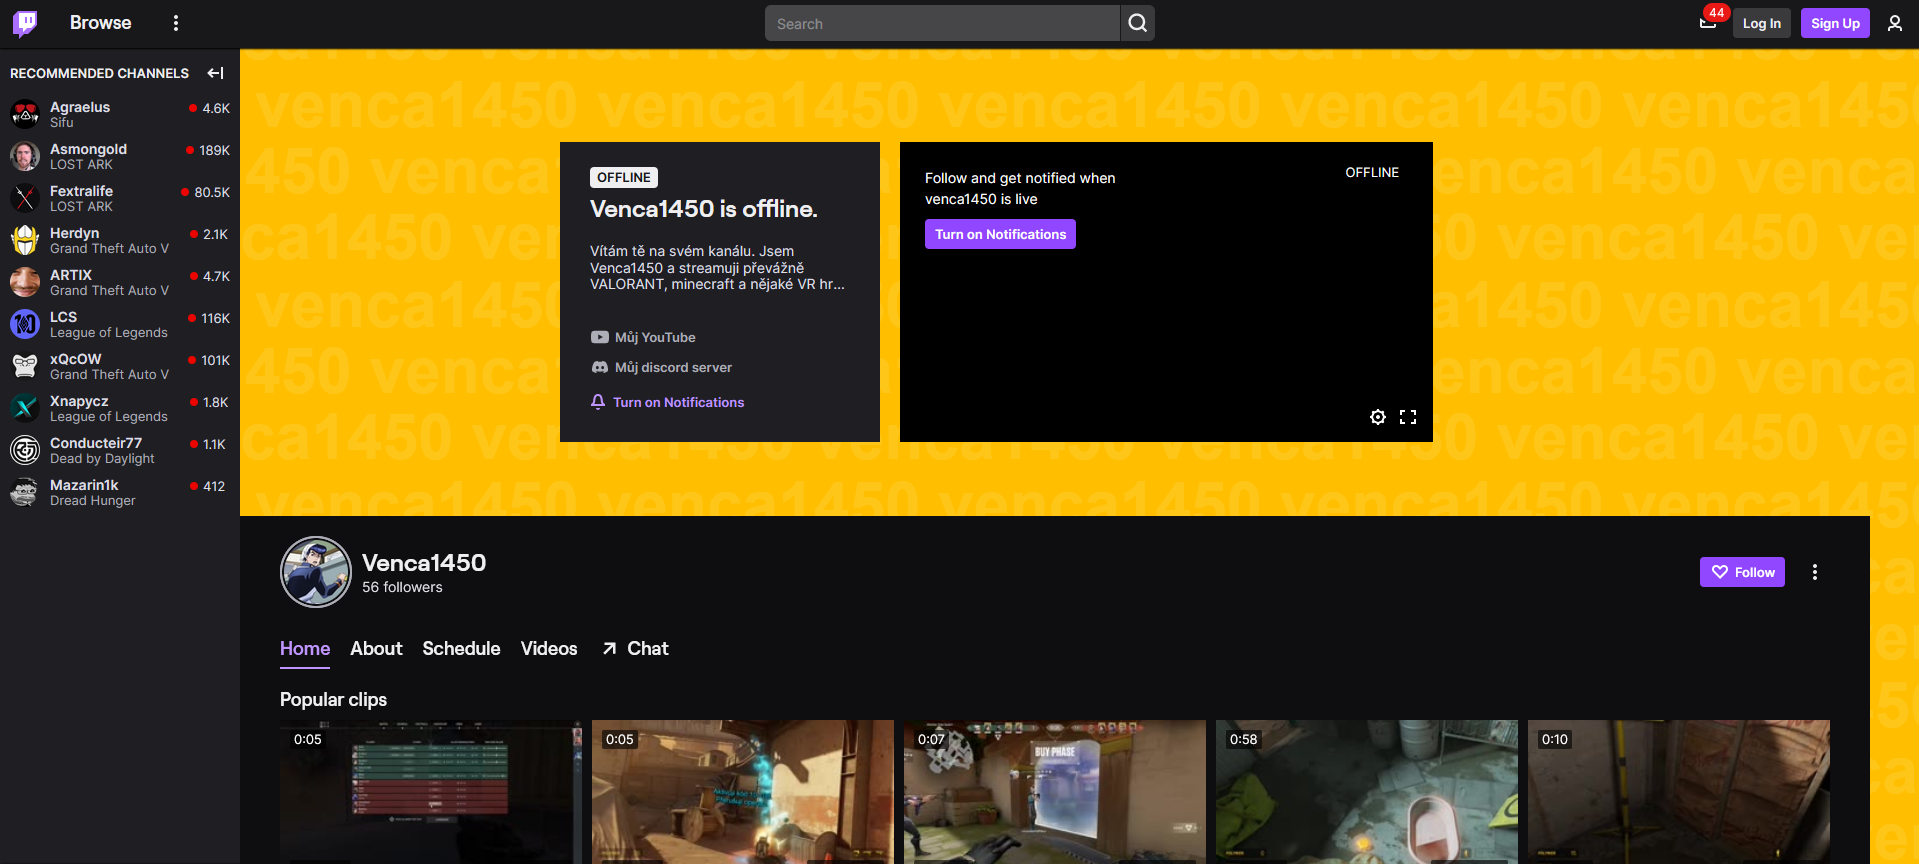 Browse
Search
44
Log In
Sign Up
RECOMMENDED CHANNELS
Agraelus
4.6K
Sifu
Asmongold
189K
LOST ARK
Fextralife
80.5K
LOST ARK
Herdyn
2.1K
Grand Theft Auto V
ARTIX
4.7K
Grand Theft Auto V
LCS
116K
League of Legends
xQcOW
101K
Grand Theft Auto V
Xnapycz
1.8K
League of Legends
Conducteir77
1.1K
Dead by Daylight
Mazarin1k
412
Dread Hunger
venca1450 venca1450 venca1450 venca1450 venca1450
OFFLINE
Venca1450 is offline.
Vítám tě na svém kanálu. Jsem
Venca1450 a streamuji převážně
VALORANT, minecraft a nějaké VR hr...
Můj YouTube
Můj discord server
Turn on Notifications
Follow and get notified when
venca1450 is live
OFFLINE
Turn on Notifications
Venca1450
56 followers
Follow
Home
About
Schedule
Videos
Chat
Popular clips
0:05
0:05
0:07
BUY PHASE
0:58
0:10